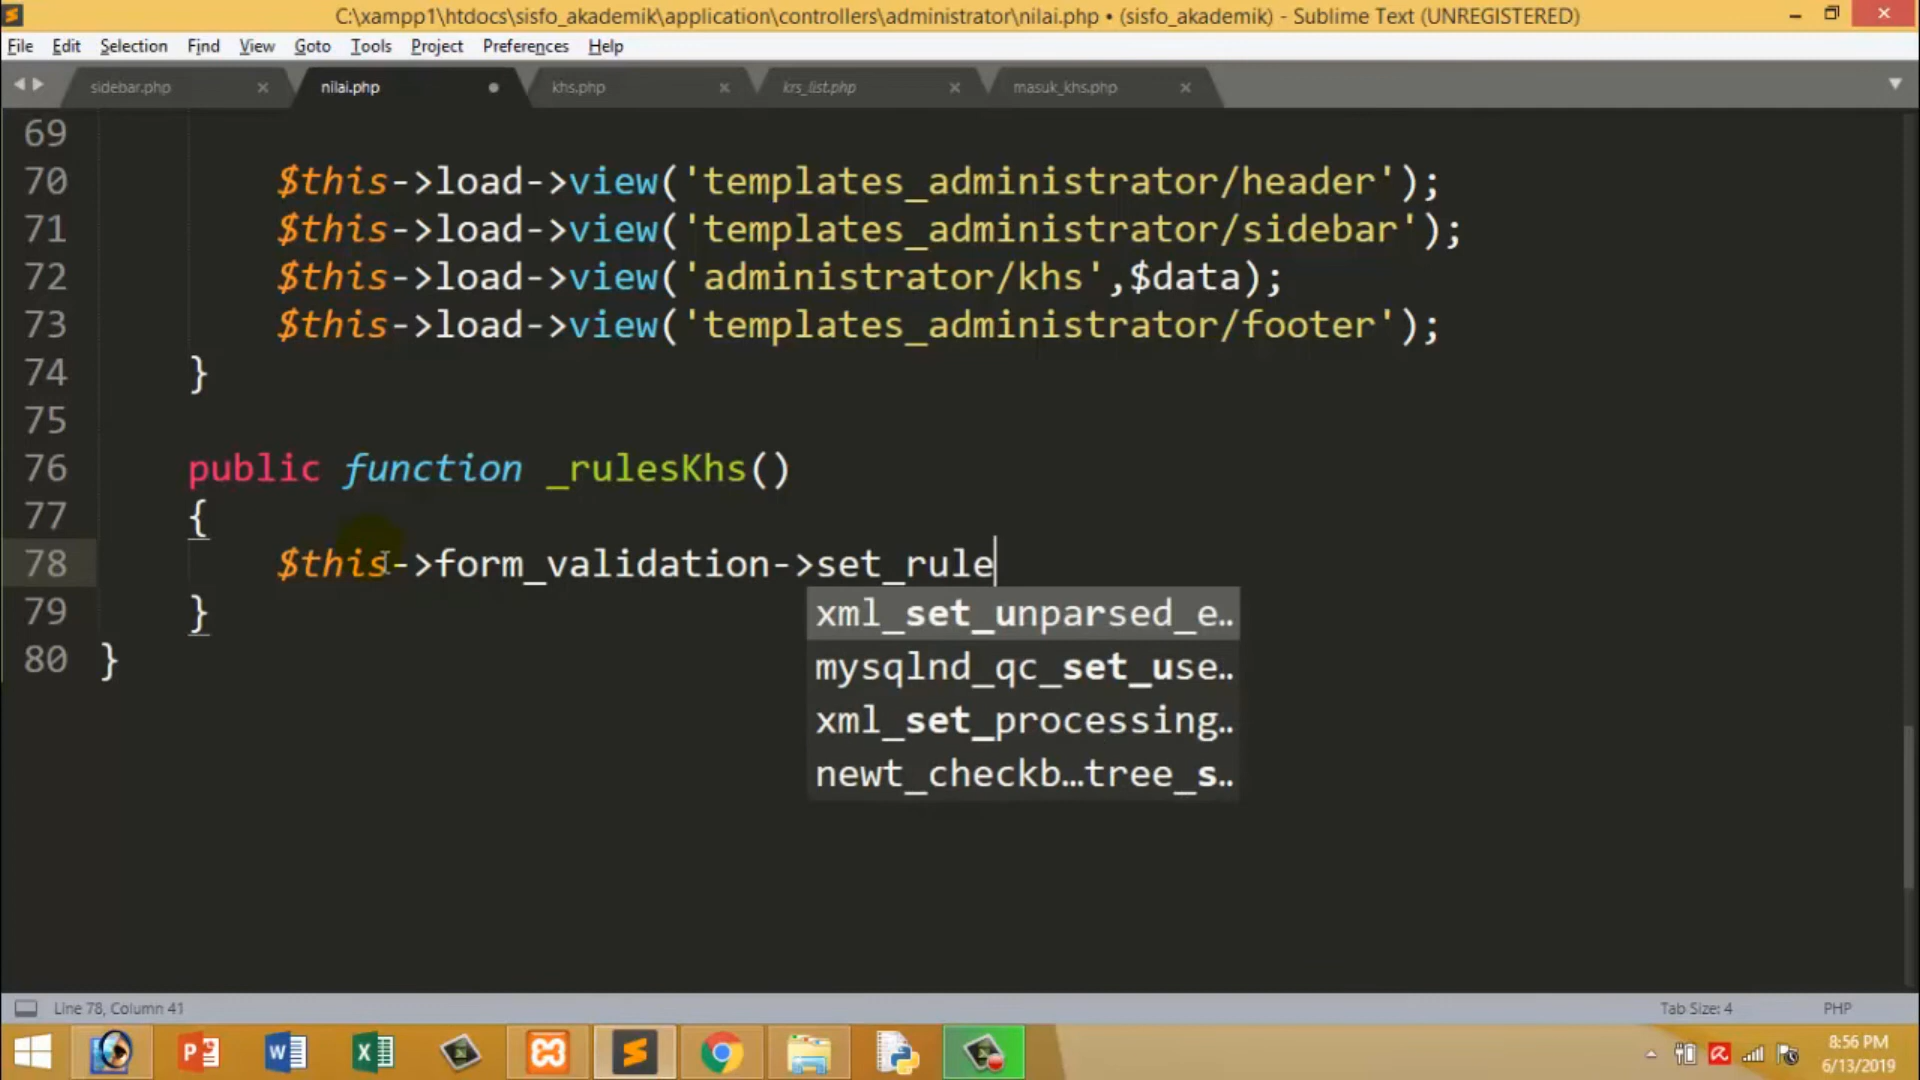 C:\xampp1\htdocs\sisfo_akademik\application\controllers\administrator\nilai.php • (sisfo_akademik) - Sublime Text (UNREGISTERED)
File Edit Selection Find Goto Tools Project Preferences Help
sidebar.php nilai.php khs.php krs_list.php masuk_khs.php
69
70 $this->load->view('templates_administrator/header');
71 $this->load->view('templates_administrator/sidebar');
72 $this->load->view('administrator/khs',$data);
73 $this->load->view('templates_administrator/footer');
74 }
75
76 public function _rulesKhs()
77 {
78 $this->form_validation->set_rule
xml_set_unparsed_e..
79 }
mysqlnd_qc_set_use..
80 }
xml_set_processing..
newt_checkb…tree_s..
Line 78, Column 41 Tab Size: 4 PHP
8:56 PM
6/13/2019